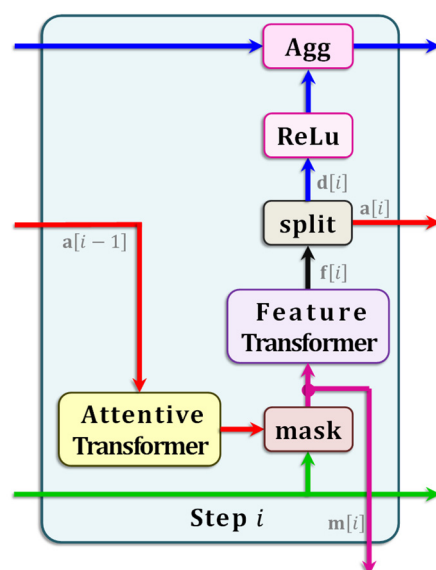 Agg
ReLu
d[i]
a[i]
split
a[i − 1]
f[i]
Feature
Transformer
Attentive
Transformer
mask
Step i
m[i]